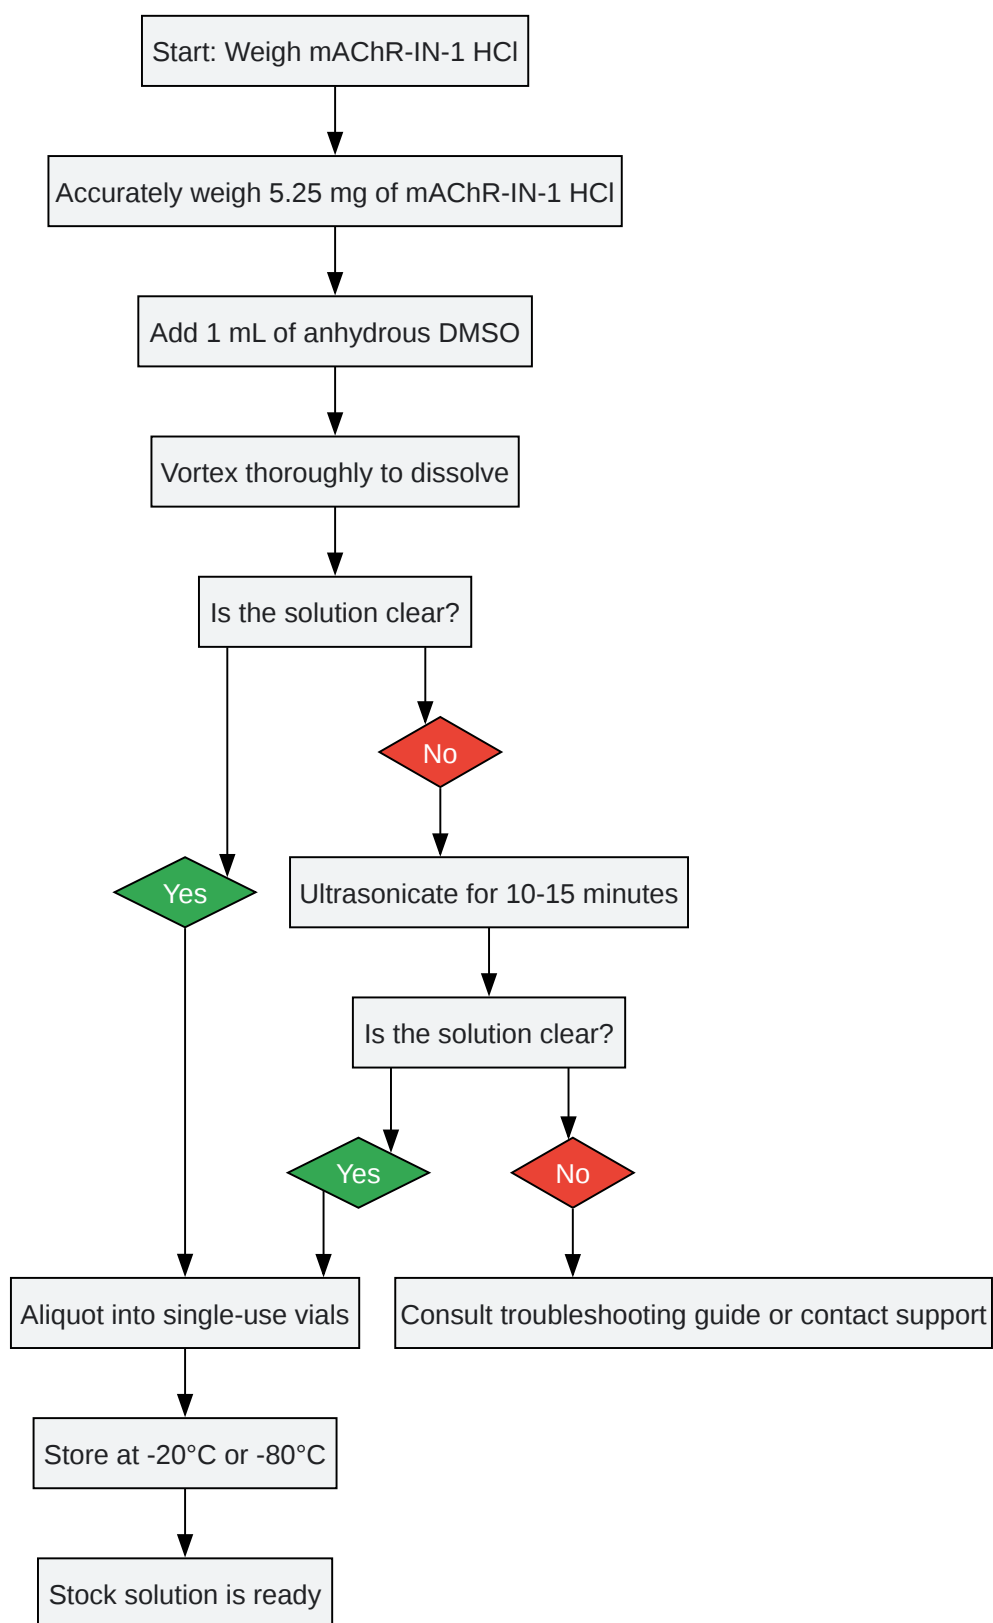 Start: Weigh mAChR-IN-1 HCl
Accurately weigh 5.25 mg of mAChR-IN-1 HCl
Add 1 mL of anhydrous DMSO
Vortex thoroughly to dissolve
Is the solution clear?
No
Yes
Ultrasonicate for 10-15 minutes
Is the solution clear?
Yes
No
Aliquot into single-use vials
Consult troubleshooting guide or contact support
Store at -20°C or -80°C
Stock solution is ready